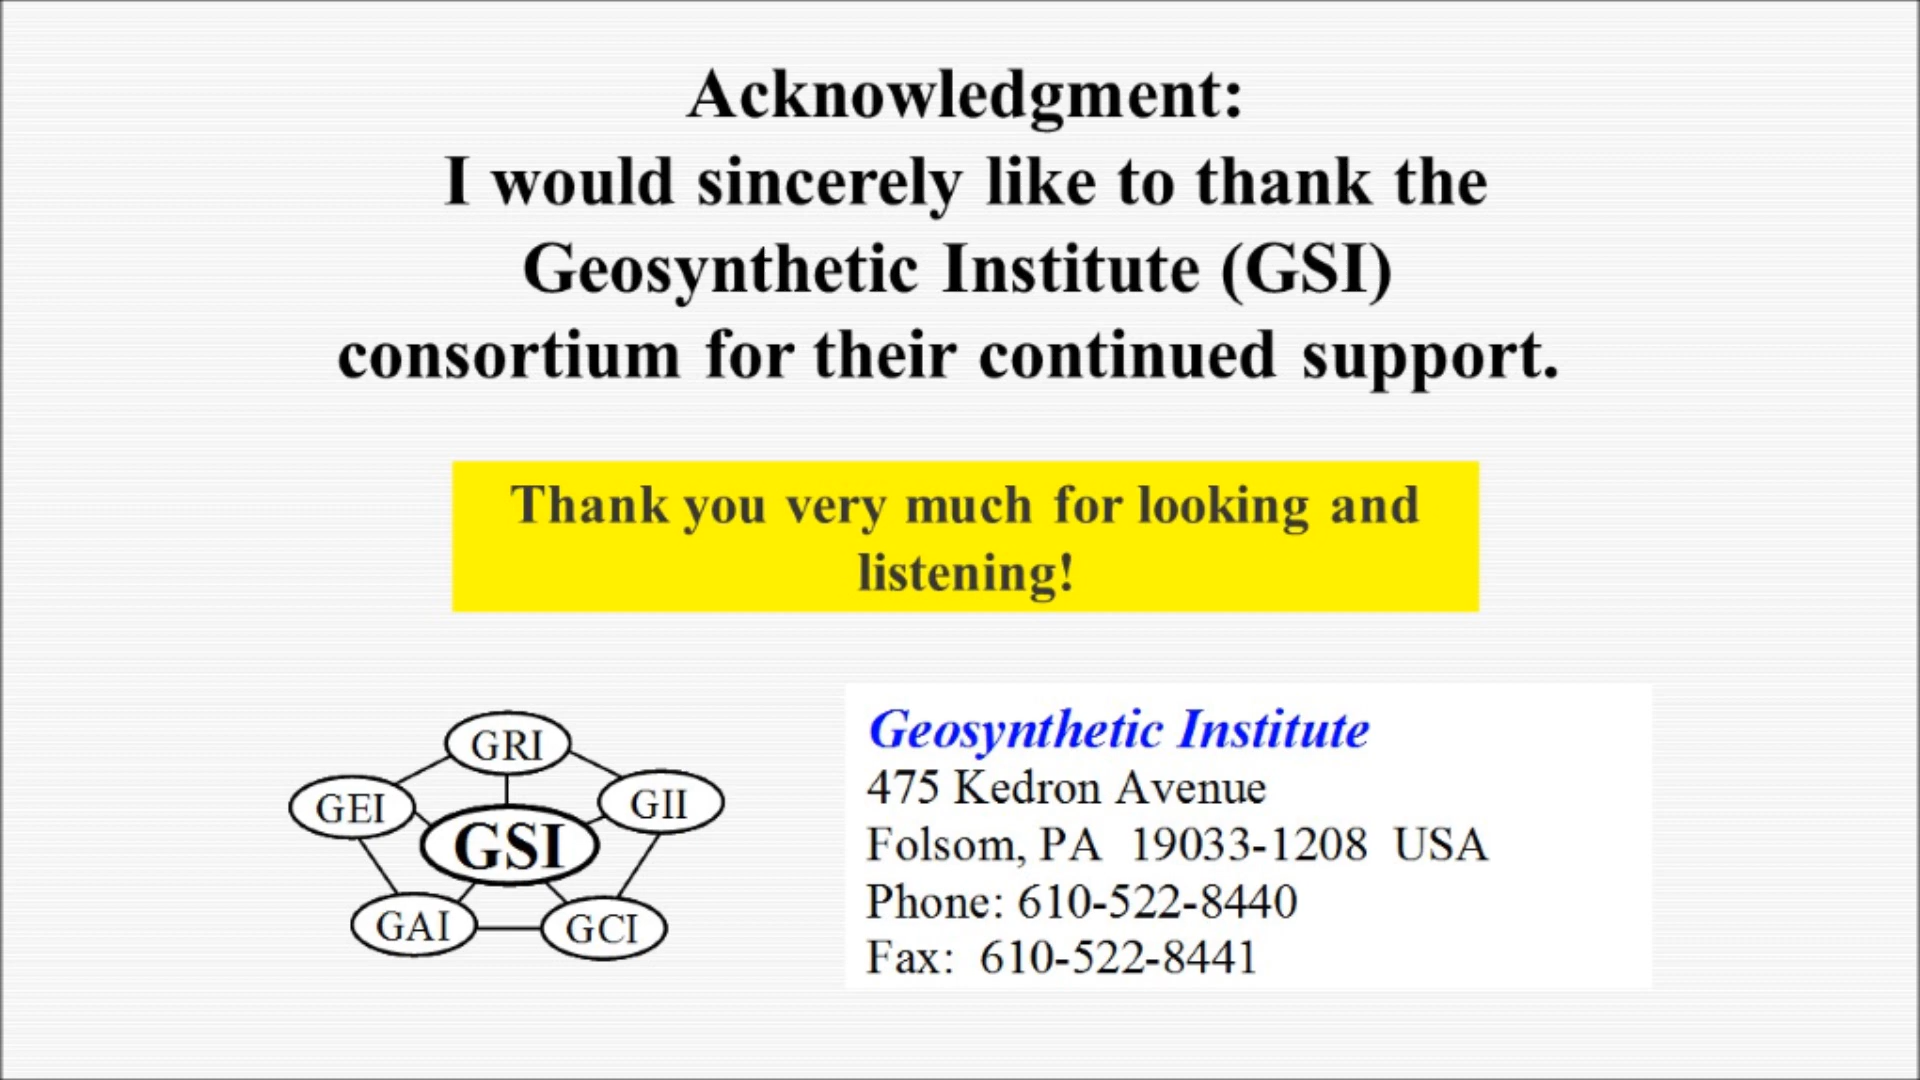 Acknowledgment:
I would sincerely like to thank the
Geosynthetic Institute (GSI)
consortium for their continued support.
Thank you very much for looking and
listening!
GRI
GEI
GII
GSI
GAI
GCI
Geosynthetic Institute
475 Kedron Avenue
Folsom, PA 19033-1208 USA
Phone: 610-522-8440
Fax: 610-522-8441